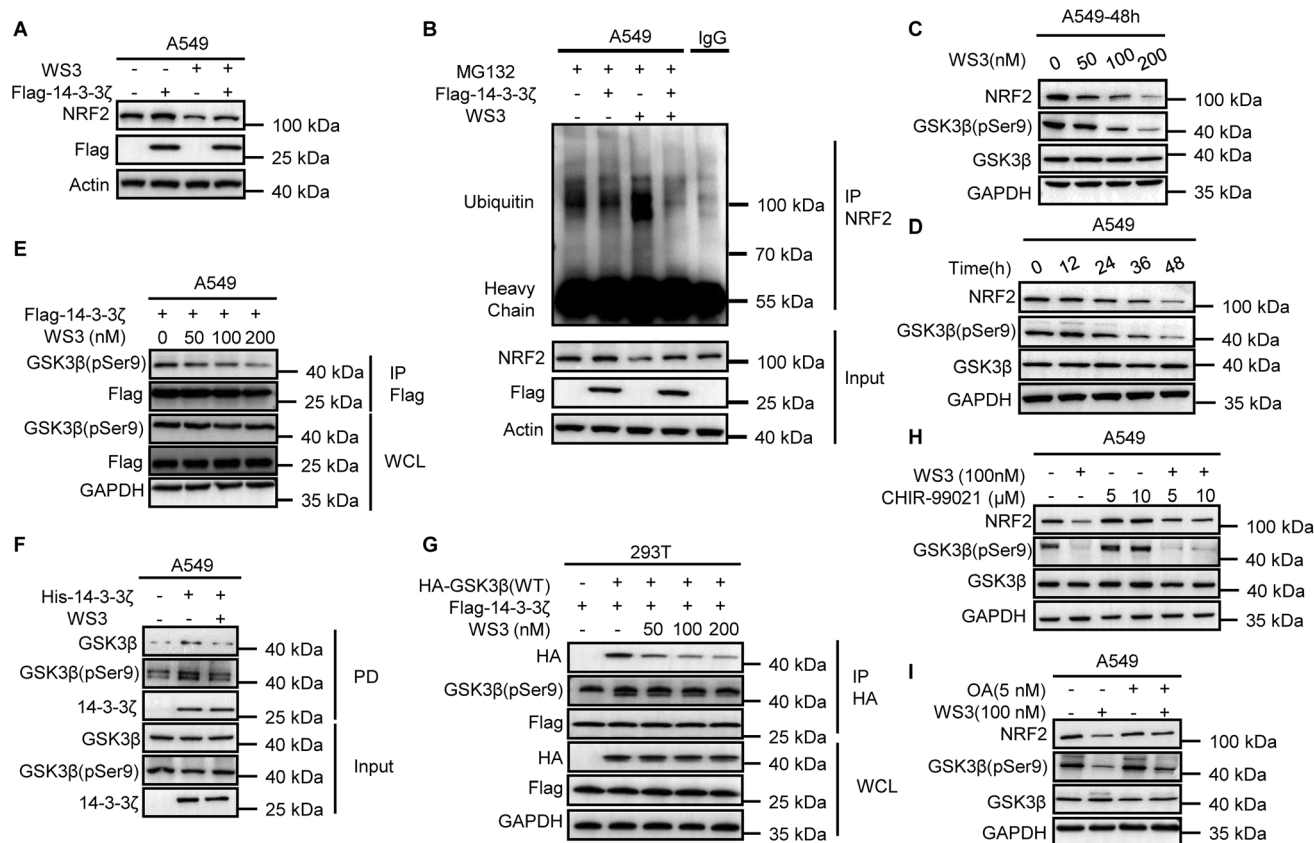 A
A549
WS3 - - + +
Flag-14-3-3ζ - + - +
NRF2
100 kDa
Flag
25 kDa
Actin
40 kDa
B
A549 IgG
MG132 + + + +
Flag-14-3-3ζ - + - +
WS3 - - + +
Ubiquitin
100 kDa
70 kDa
Heavy
Chain
55 kDa
IP
NRF2
NRF2
100 kDa
Flag
25 kDa
Actin
40 kDa
Input
C
A549-48h
WS3(nM) 0 50 100 200
NRF2
100 kDa
GSK3β(pSer9)
40 kDa
GSK3β
40 kDa
GAPDH
35 kDa
D
A549
Time(h) 0 12 24 36 48
NRF2
100 kDa
GSK3β(pSer9)
40 kDa
GSK3β
40 kDa
GAPDH
35 kDa
E
A549
Flag-14-3-3ζ + + + +
WS3 (nM) 0 50 100 200
GSK3β(pSer9)
40 kDa
Flag
25 kDa
IP
Flag
GSK3β(pSer9)
40 kDa
Flag
25 kDa
GAPDH
35 kDa
WCL
F
A549
His-14-3-3ζ - + +
WS3 - - +
GSK3β
40 kDa
GSK3β(pSer9)
40 kDa
14-3-3ζ
25 kDa
PD
GSK3β
40 kDa
GSK3β(pSer9)
40 kDa
14-3-3ζ
25 kDa
Input
G
293T
HA-GSK3β(WT) - + + + +
Flag-14-3-3ζ + + + + +
WS3 (nM) - - 50 100 200
HA
40 kDa
GSK3β(pSer9)
40 kDa
Flag
25 kDa
IP
HA
HA
40 kDa
Flag
25 kDa
GAPDH
35 kDa
WCL
H
A549
WS3 (100nM) - + - - + +
CHIR-99021 (μM) - - 5 10 5 10
NRF2
100 kDa
GSK3β(pSer9)
40 kDa
GSK3β
40 kDa
GAPDH
35 kDa
I
A549
OA(5 nM) - - + +
WS3(100 nM) - + - +
NRF2
100 kDa
GSK3β(pSer9)
40 kDa
GSK3β
40 kDa
GAPDH
35 kDa